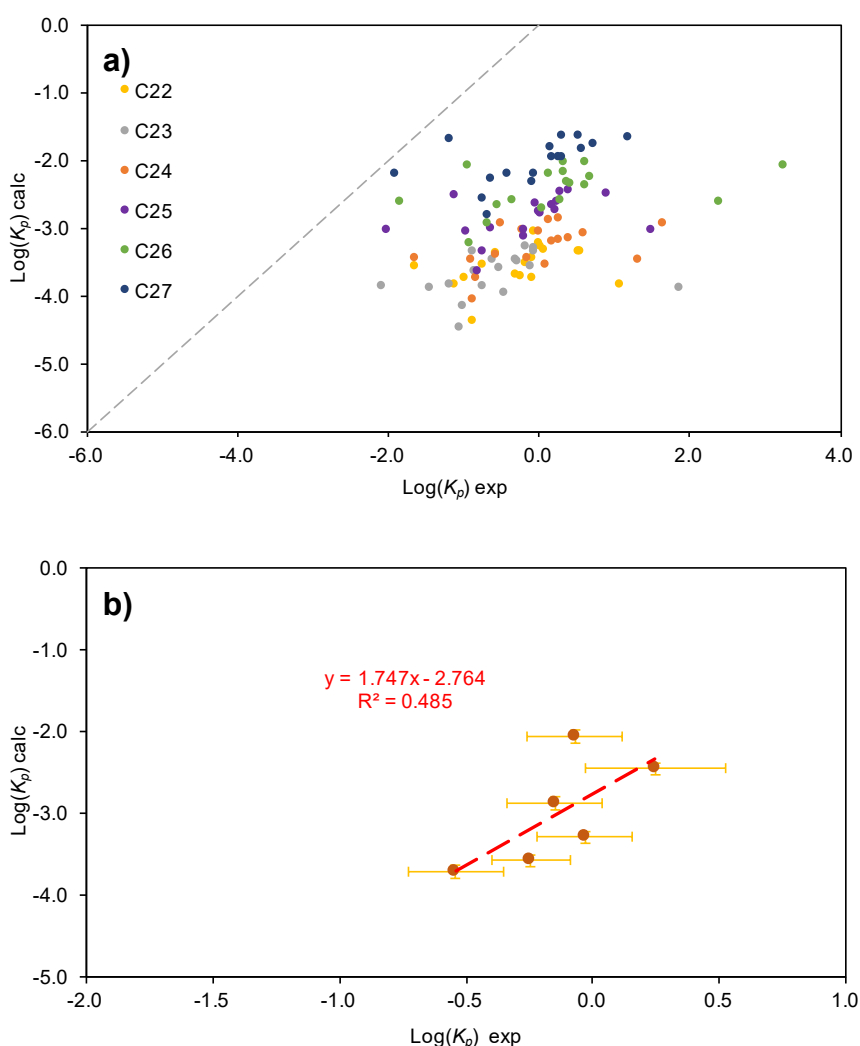 0.0
a)
-1.0
C22
C23
-2.0
C24
C25
-3.0
C26
C27
-4.0
-5.0
-6.0
Log(Kp) calc
-6.0 -4.0 -2.0 0.0 2.0 4.0
Log(Kp) exp
0.0
b)
-1.0
y = 1.747x - 2.764
R² = 0.485
-2.0
-3.0
-4.0
-5.0
Log(Kp) calc
-2.0 -1.5 -1.0 -0.5 0.0 0.5 1.0
Log(Kp) exp